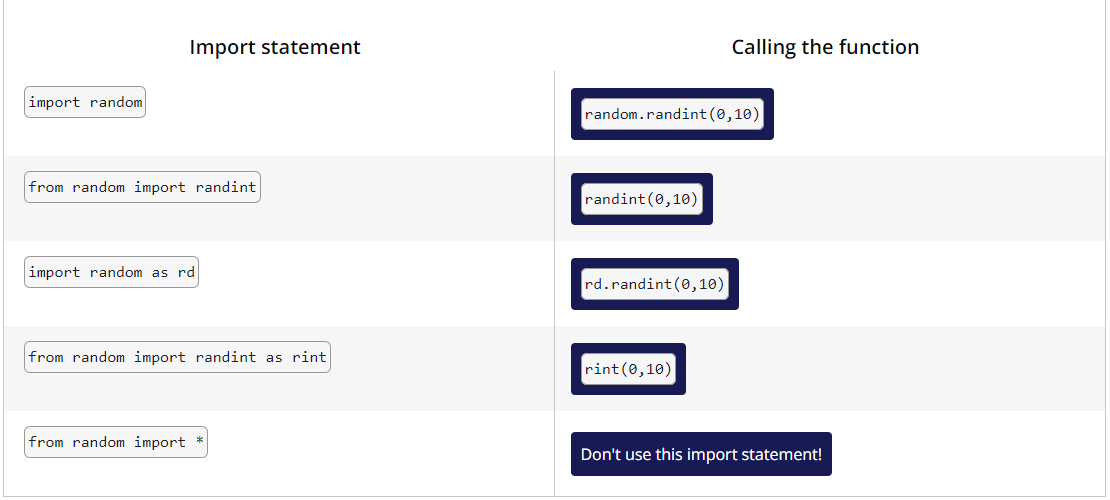 Import statement Calling the function
import random random.randint(0,10)
from random import randint randint(0,10)
import random as rd rd.randint(0,10)
from random import randint as rint rint(0,10)
from random import * Don't use this import statement!